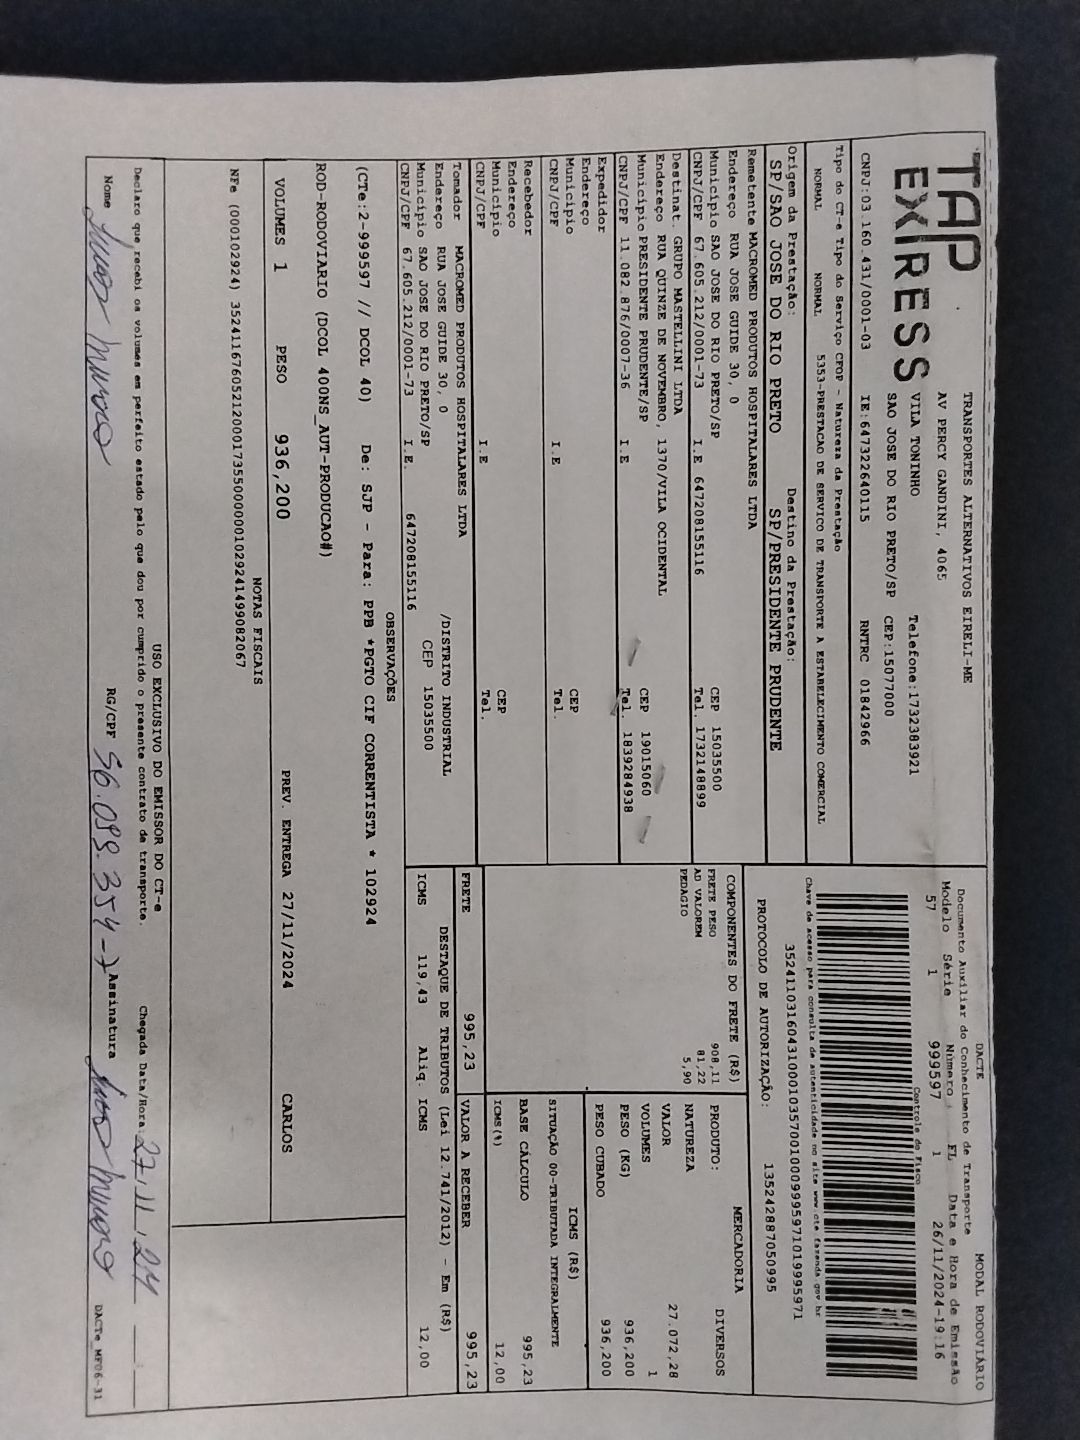 TAP
EXPRESS
TRANSPORTES ALTERNATIVOS EIRELI-ME
AV PERCY GANDINI, 4065
VILA TONINHO Telefone:1732383921
SAO JOSE DO RIO PRETO/SP CEP:15077000
CNPJ:03.160.431/0001-03 IE:647322640115 RNTRC 01842966
Tipo do CT-e Tipo do Serviço CFOP - Natureza da Prestação
NORMAL NORMAL 5353-PRESTACAO DE SERVICO DE TRANSPORTE A ESTABELECIMENTO COMERCIAL
Origem da Prestação: Destino da Prestação:
SP/SAO JOSE DO RIO PRETO SP/PRESIDENTE PRUDENTE
Remetente MACROMED PRODUTOS HOSPITALARES LTDA
Endereço RUA JOSE GUIDE 30, 0
Município SAO JOSE DO RIO PRETO/SP CEP 15035500
CNPJ/CPF 67.605.212/0001-73 I.E 647208155116 Tel. 1732148899
Destinat. GRUPO MASTELLINI LTDA
Endereço RUA QUINZE DE NOVEMBRO, 1370/VILA OCIDENTAL
Município PRESIDENTE PRUDENTE/SP CEP 19015060
CNPJ/CPF 11.082.876/0007-36 I.E Tel. 1839284938
Expedidor
Endereço
Município CEP
CNPJ/CPF I.E Tel.
Recebedor
Endereço
Município CEP
CNPJ/CPF I.E Tel.
Tomador MACROMED PRODUTOS HOSPITALARES LTDA
Endereço RUA JOSE GUIDE 30, 0 /DISTRITO INDUSTRIAL
Município SAO JOSE DO RIO PRETO/SP CEP 15035500
CNPJ/CPF 67.605.212/0001-73 I.E. 647208155116
DACTE MODAL RODOVIÁRIO
Documento Auxiliar do Conhecimento de Transporte
Modelo Série Número FL Data e Hora de Emissão
57 1 999597 1 26/11/2024-19:16
Controle do Fisco
Chave de acesso para consulta de autenticidade no site www.cte.fazenda.gov.br
35241103160431000103570010009995971019995971
PROTOCOLO DE AUTORIZAÇÃO: 135242887050995
COMPONENTES DO FRETE (R$)
FRETE PESO 908,11
AD VALOREM 81,22
PEDAGIO 5,90
MERCADORIA
PRODUTO: DIVERSOS
NATUREZA
VALOR 27.072,28
VOLUMES 1
PESO (KG) 936,200
PESO CUBADO 936,200
ICMS (R$)
SITUAÇÃO 00-TRIBUTADA INTEGRALMENTE
BASE CÁLCULO 995,23
ICMS(%) 12,00
FRETE 995,23 VALOR A RECEBER 995,23
DESTAQUE DE TRIBUTOS (Lei 12.741/2012) - Em (R$)
ICMS 119,43 Aliq. ICMS 12,00
OBSERVAÇÕES
(CTe:2-999597 // DCOL 40) De: SJP - Para: PPB *PGTO CIF CORRENTISTA * 102924
ROD-RODOVIARIO (DCOL 400NS_AUT-PRODUCAO#)
VOLUMES 1 PESO 936,200 PREV. ENTREGA 27/11/2024 CARLOS
NOTAS FISCAIS
NFe (000102924) 35241167605212000173550000001029241499082067
USO EXCLUSIVO DO EMISSOR DO CT-e
Declaro que recebi os volumes em perfeito estado pelo que dou por cumprido o presente contrato de transporte. Chegada Data/Hora 27/11/24
Nome RG/CPF 56.099.354-7 Assinatura
DACTe_MF06-31